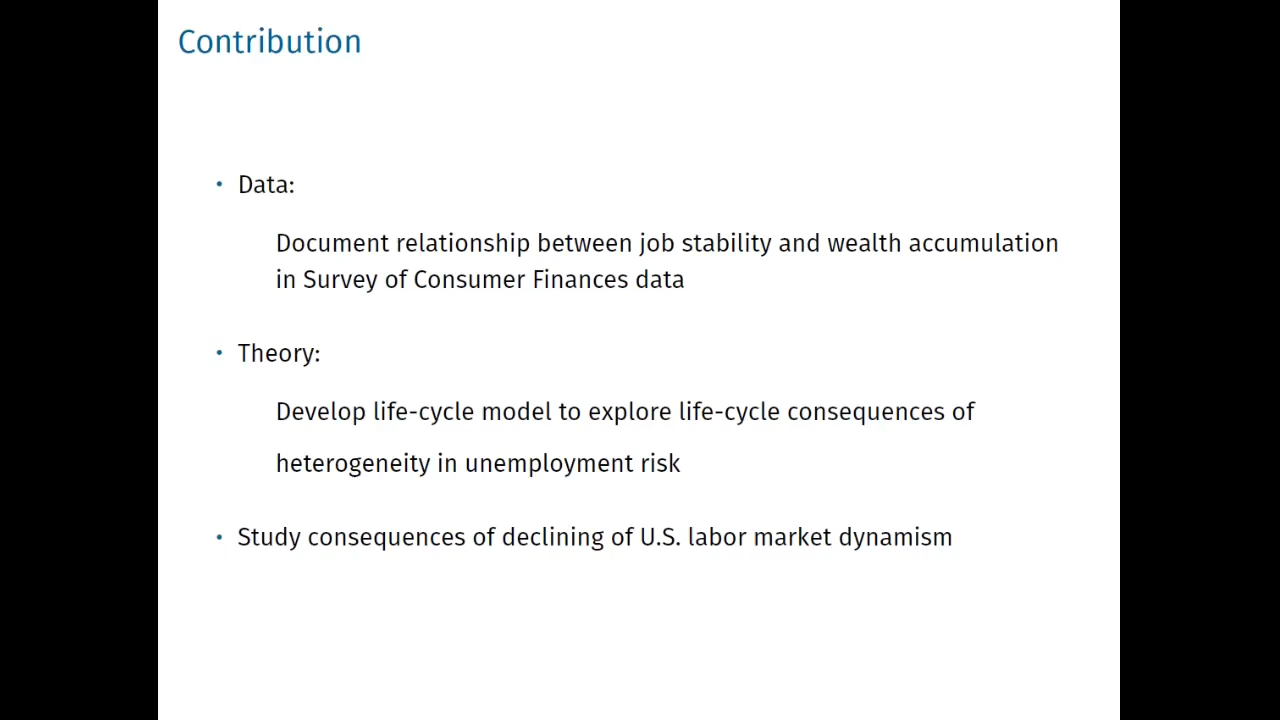 Contribution
• Data:
Document relationship between job stability and wealth accumulation
in Survey of Consumer Finances data
• Theory:
Develop life-cycle model to explore life-cycle consequences of
heterogeneity in unemployment risk
• Study consequences of declining of U.S. labor market dynamism